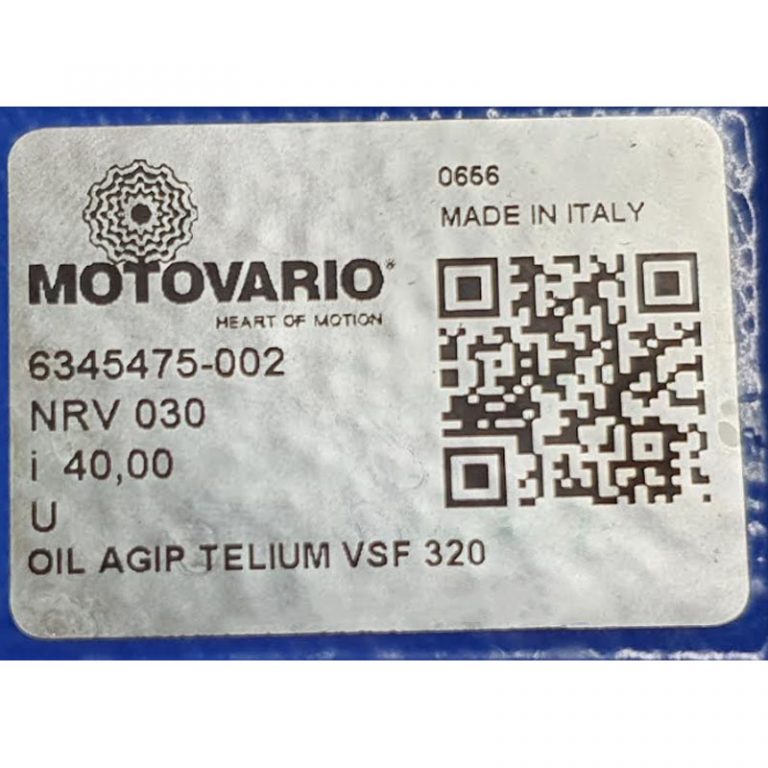 MOTOVARIO®
HEART OF MOTION
6345475-002
NRV 030
i 40,00
U
OIL AGIP TELIUM VSF 320
0656
MADE IN ITALY